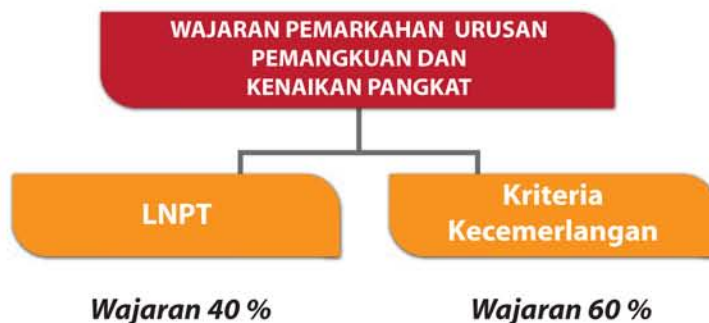 WAJARAN PEMARKAHAN URUSAN
PEMANGKUAN DAN
KENAIKAN PANGKAT
LNPT
Kriteria
Kecemerlangan
Wajaran 40 %
Wajaran 60 %